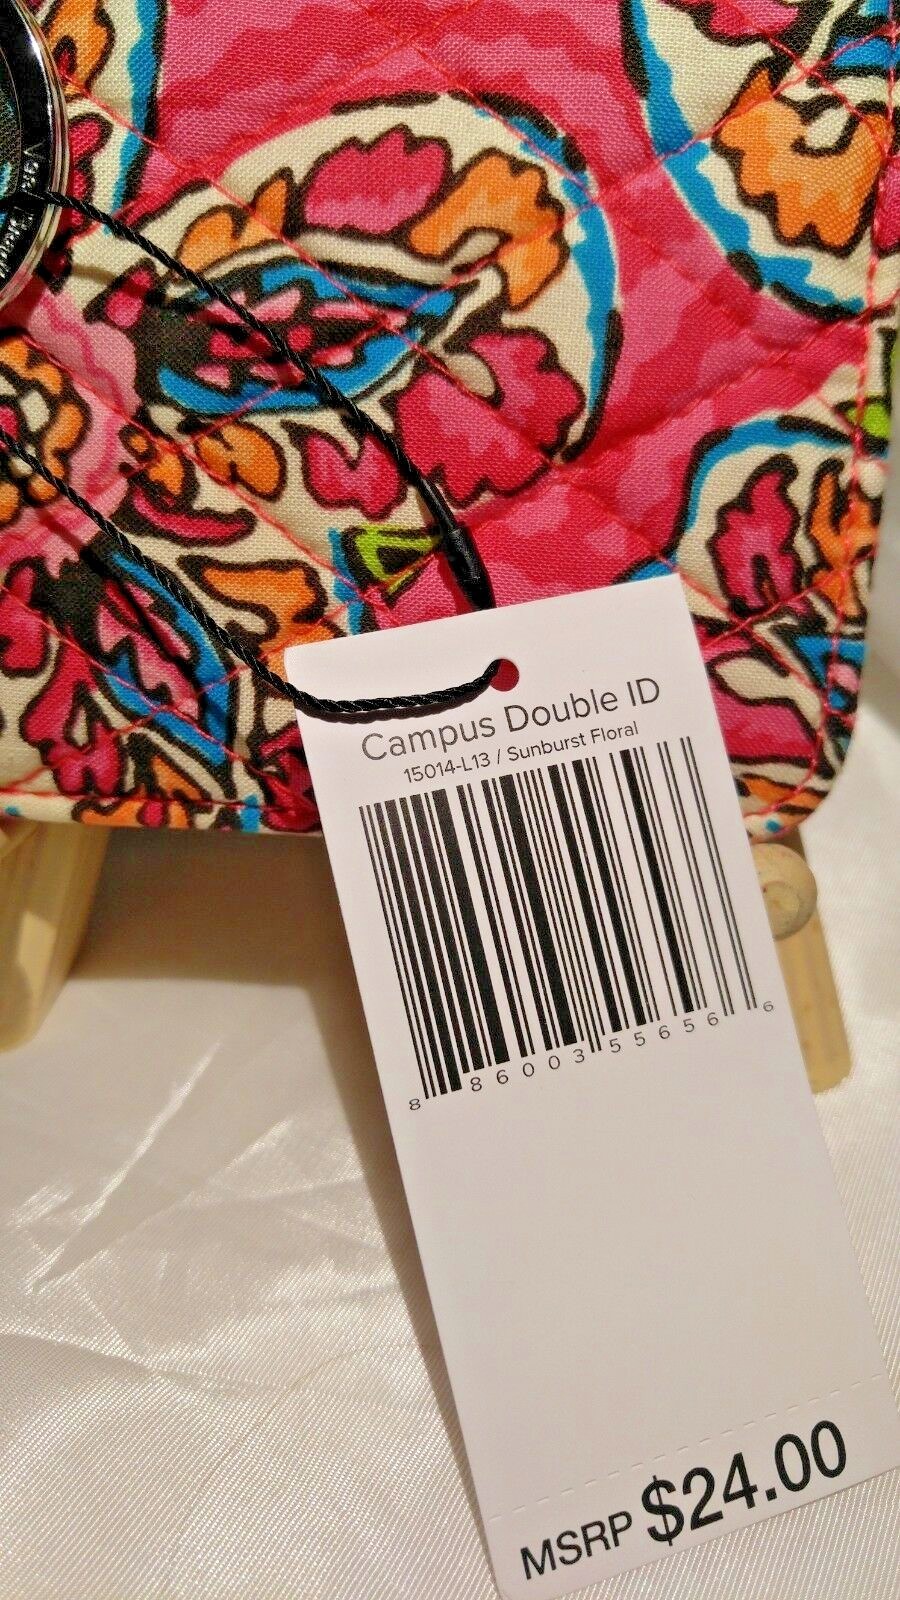 Campus Double ID
15014-L13 / Sunburst Floral
8 86003 55656 6
MSRP $24.00